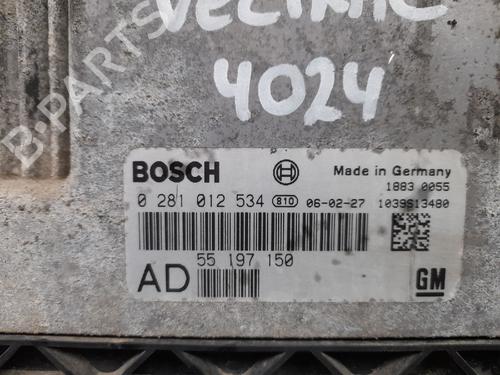 VECTRA C
4024
B-PARTS
BOSCH
Made in Germany
1883 0055
0 281 012 534 810 06-02-27 1039S13480
55 197 150
AD
GM